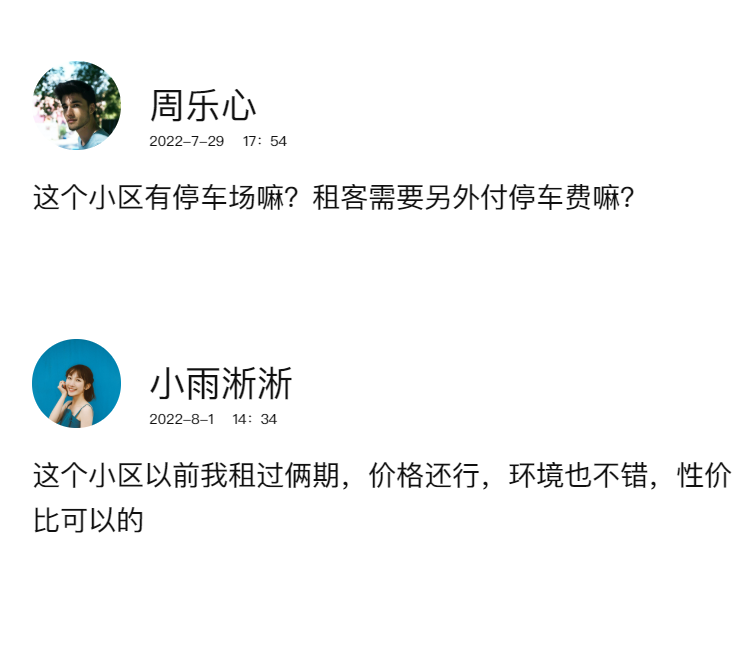 周乐心
2022-7-29 17：54
这个小区有停车场嘛？租客需要另外付停车费嘛？
小雨淅淅
2022-8-1 14：34
这个小区以前我租过俩期，价格还行，环境也不错，性价
比可以的